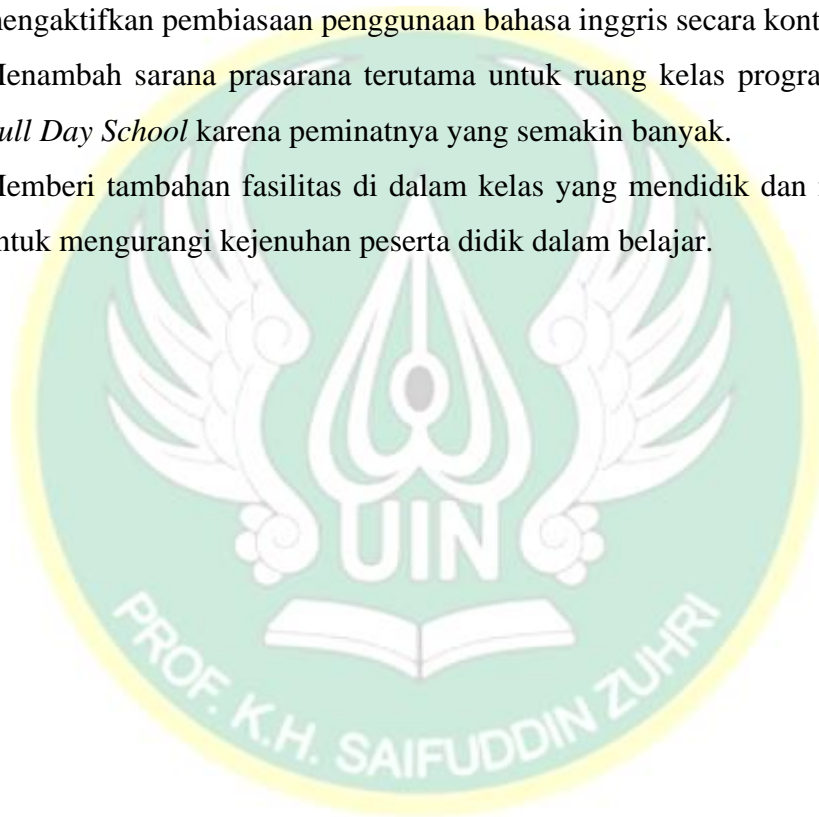 mengaktifkan pembiasaan penggunaan bahasa inggris secara kont
Menambah sarana prasarana terutama untuk ruang kelas progra
Full Day School karena peminatnya yang semakin banyak.
Memberi tambahan fasilitas di dalam kelas yang mendidik dan
untuk mengurangi kejenuhan peserta didik dalam belajar.
UIN
PROF. K.H. SAIFUDDIN ZUHRI